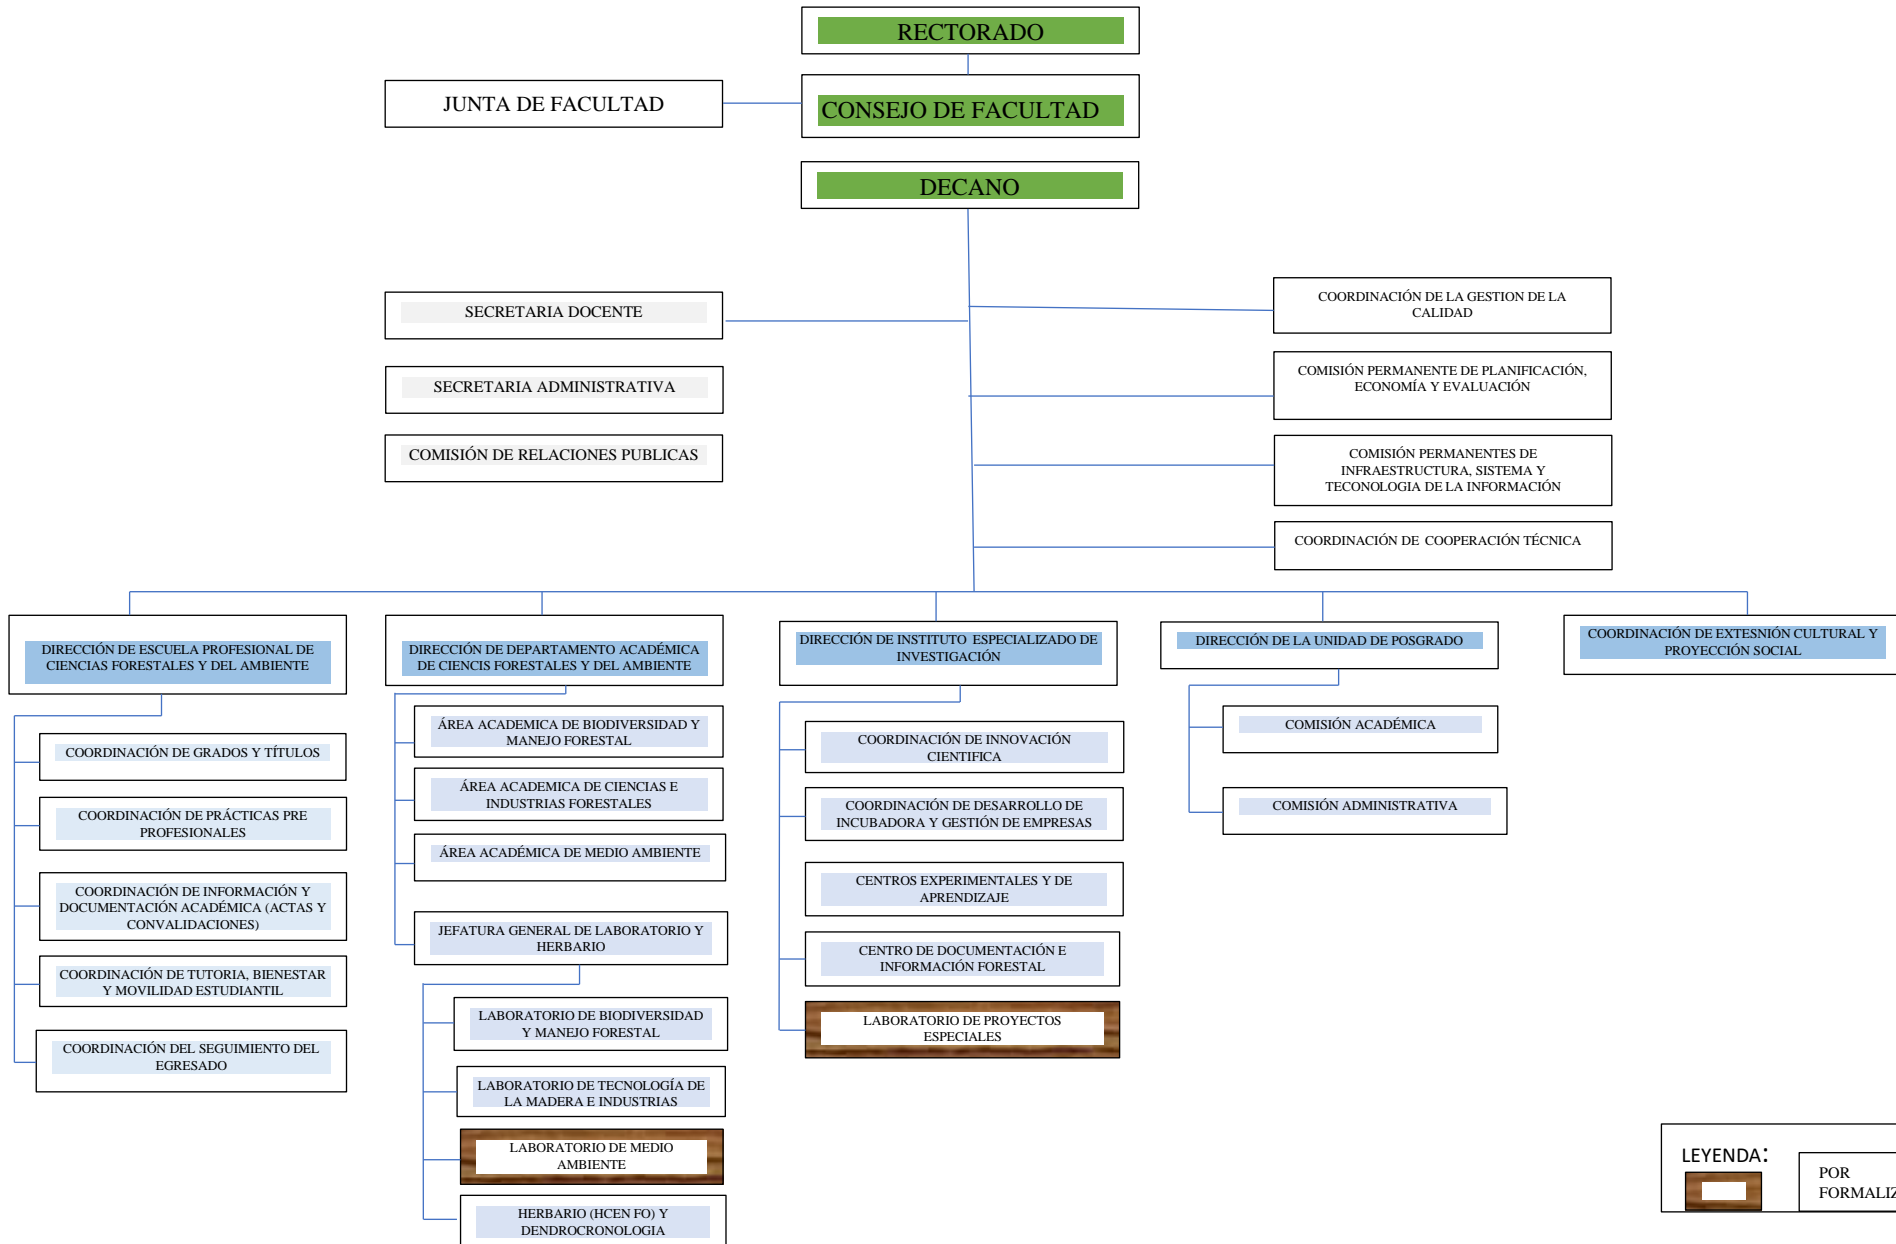 RECTORADO
JUNTA DE FACULTAD
CONSEJO DE FACULTAD
DECANO
SECRETARIA DOCENTE
SECRETARIA ADMINISTRATIVA
COMISIÓN DE RELACIONES PUBLICAS
COORDINACIÓN DE LA GESTION DE LA
CALIDAD
COMISIÓN PERMANENTE DE PLANIFICACIÓN,
ECONOMÍA Y EVALUACIÓN
COMISIÓN PERMANENTES DE
INFRAESTRUCTURA, SISTEMA Y
TECONOLOGIA DE LA INFORMACIÓN
COORDINACIÓN DE COOPERACIÓN TÉCNICA
DIRECCIÓN DE ESCUELA PROFESIONAL DE
CIENCIAS FORESTALES Y DEL AMBIENTE
COORDINACIÓN DE GRADOS Y TÍTULOS
COORDINACIÓN DE PRÁCTICAS PRE
PROFESIONALES
COORDINACIÓN DE INFORMACIÓN Y
DOCUMENTACIÓN ACADÉMICA (ACTAS Y
CONVALIDACIONES)
COORDINACIÓN DE TUTORIA, BIENESTAR
Y MOVILIDAD ESTUDIANTIL
COORDINACIÓN DEL SEGUIMIENTO DEL
EGRESADO
DIRECCIÓN DE DEPARTAMENTO ACADÉMICA
DE CIENCIS FORESTALES Y DEL AMBIENTE
ÁREA ACADEMICA DE BIODIVERSIDAD Y
MANEJO FORESTAL
ÁREA ACADEMICA DE CIENCIAS E
INDUSTRIAS FORESTALES
ÁREA ACADÉMICA DE MEDIO AMBIENTE
JEFATURA GENERAL DE LABORATORIO Y
HERBARIO
LABORATORIO DE BIODIVERSIDAD
Y MANEJO FORESTAL
LABORATORIO DE TECNOLOGÍA DE
LA MADERA E INDUSTRIAS
LABORATORIO DE MEDIO
AMBIENTE
HERBARIO (HCEN FO) Y
DENDROCRONOLOGIA
DIRECCIÓN DE INSTITUTO ESPECIALIZADO DE
INVESTIGACIÓN
COORDINACIÓN DE INNOVACIÓN
CIENTIFICA
COORDINACIÓN DE DESARROLLO DE
INCUBADORA Y GESTIÓN DE EMPRESAS
CENTROS EXPERIMENTALES Y DE
APRENDIZAJE
CENTRO DE DOCUMENTACIÓN E
INFORMACIÓN FORESTAL
LABORATORIO DE PROYECTOS
ESPECIALES
DIRECCIÓN DE LA UNIDAD DE POSGRADO
COMISIÓN ACADÉMICA
COMISIÓN ADMINISTRATIVA
COORDINACIÓN DE EXTESNIÓN CULTURAL Y
PROYECCIÓN SOCIAL
LEYENDA:
POR
FORMALIZ